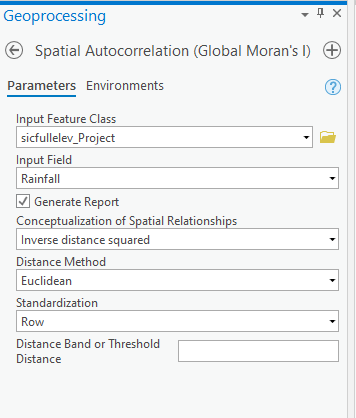 Geoprocessing
Spatial Autocorrelation (Global Moran's I)
Parameters Environments
Input Feature Class
sicfullelev_Project
Input Field
Rainfall
Generate Report
Conceptualization of Spatial Relationships
Inverse distance squared
Distance Method
Euclidean
Standardization
Row
Distance Band or Threshold
Distance